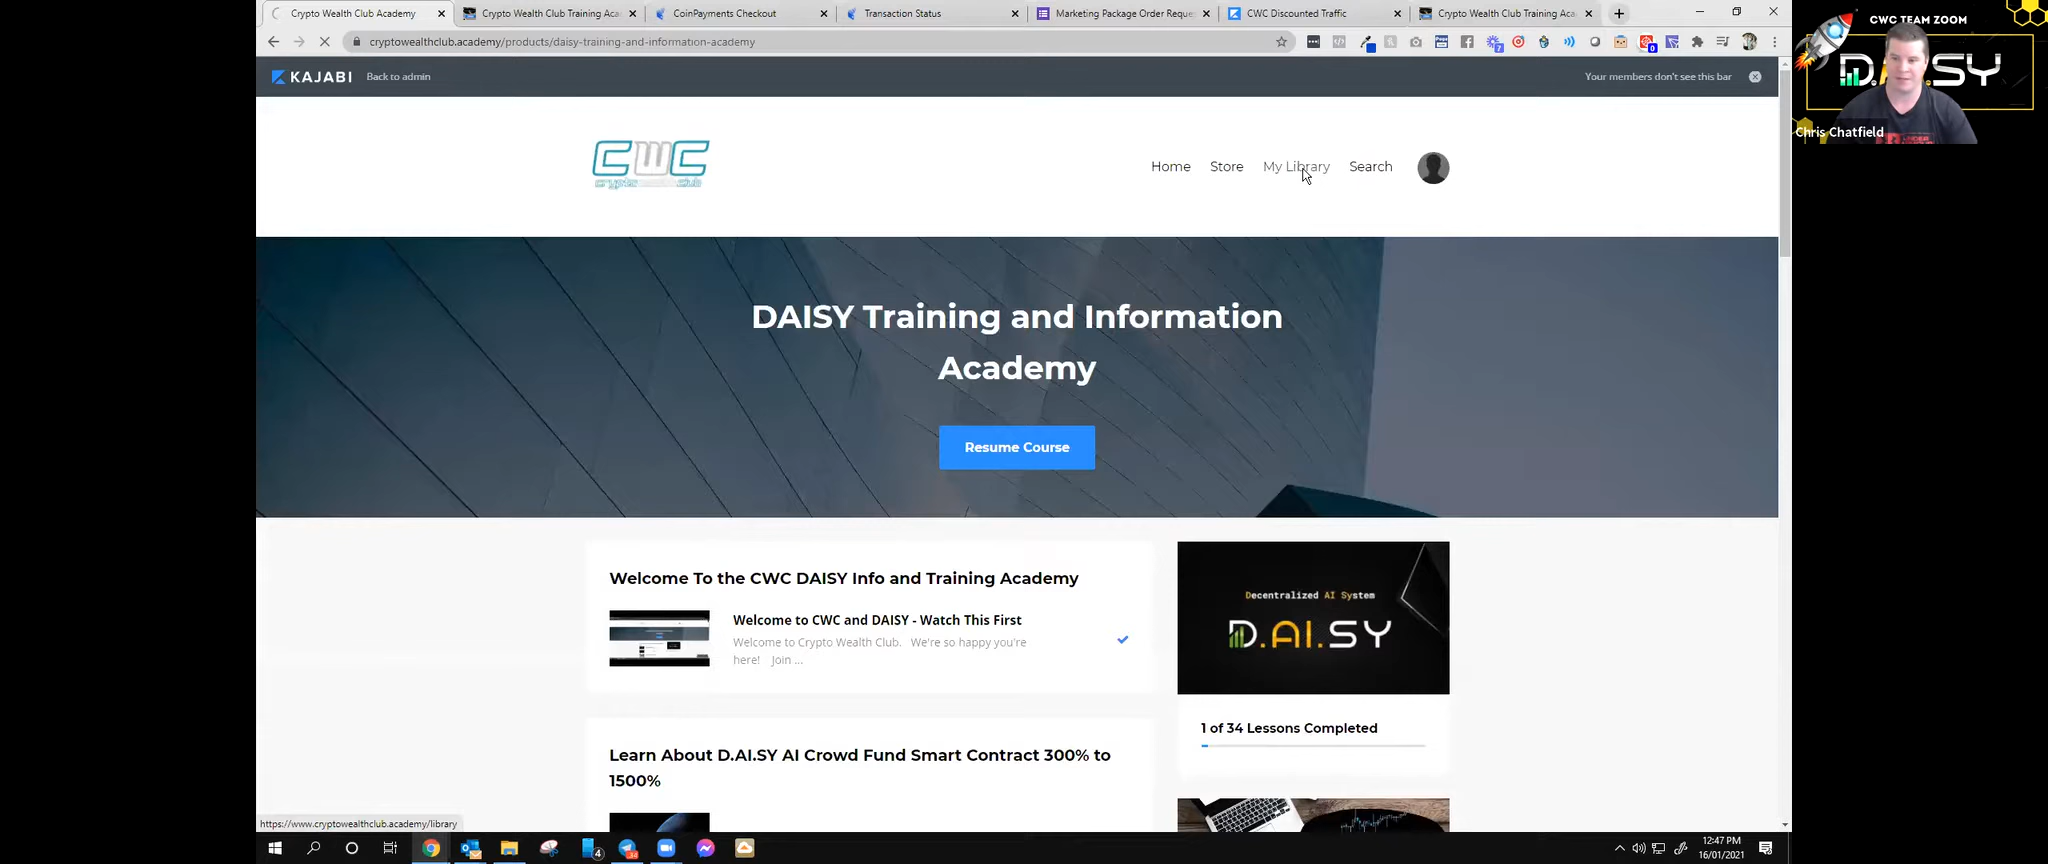 Crypto Wealth Club Academy
Crypto Wealth Club Training Aca
CoinPayments Checkout
Transaction Status
Marketing Package Order Reque
CWC Discounted Traffic
Crypto Wealth Club Training Aca
CWC TEAM ZOOM
cryptowealthclub.academy/products/daisy-training-and-information-academy
Chris Chatfield
KAJABI
Back to admin
Your members don't see this bar
CWC
Home
Store
My Library
Search
DAISY Training and Information
Academy
Resume Course
Welcome To the CWC DAISY Info and Training Academy
Welcome to CWC and DAISY - Watch This First
Welcome to Crypto Wealth Club. We're so happy you're
here! Join ...
Decentralized AI System
D.AI.SY
1 of 34 Lessons Completed
Learn About D.AI.SY AI Crowd Fund Smart Contract 300% to
1500%
https://www.cryptowealthclub.academy/library
12:47 PM
16/01/2021